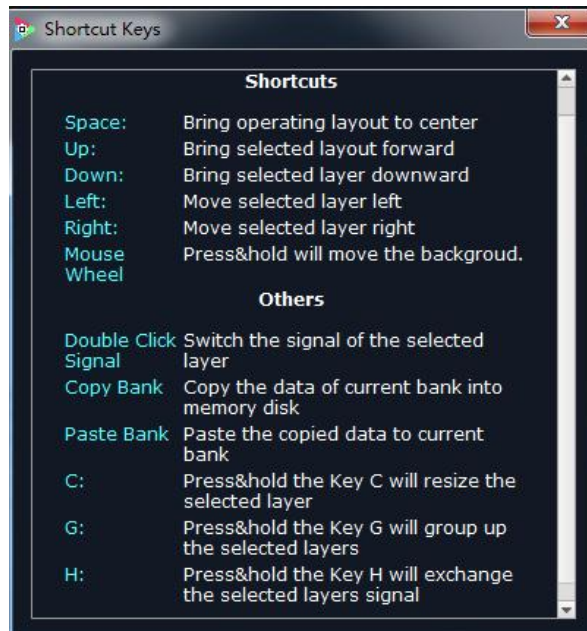 Shortcut Keys
Shortcuts
Space: Bring operating layout to center
Up: Bring selected layout forward
Down: Bring selected layer downward
Left: Move selected layer left
Right: Move selected layer right
Mouse Press&hold will move the backgroud.
Wheel
Others
Double Click Switch the signal of the selected
Signal layer
Copy Bank Copy the data of current bank into
memory disk
Paste Bank Paste the copied data to current
bank
C: Press&hold the Key C will resize the
selected layer
G: Press&hold the Key G will group up
the selected layers
H: Press&hold the Key H will exchange
the selected layers signal